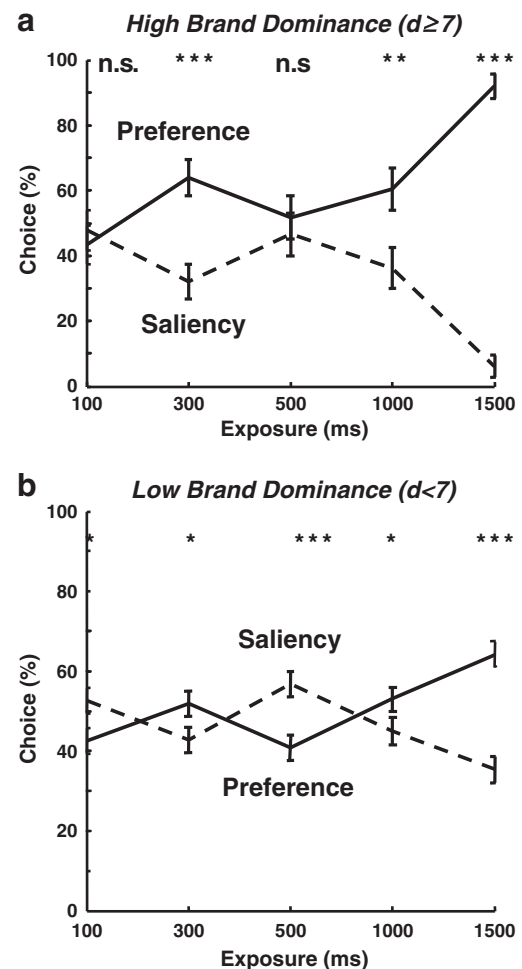 a
High Brand Dominance (d≥7)
100
n.s.
***
n.s
**
***
80
Preference
60
Choice (%)
40
Saliency
20
0
100 300 500 1000 1500
Exposure (ms)
b
Low Brand Dominance (d<7)
100
*
*
***
*
***
80
Saliency
60
Choice (%)
40
Preference
20
0
100 300 500 1000 1500
Exposure (ms)